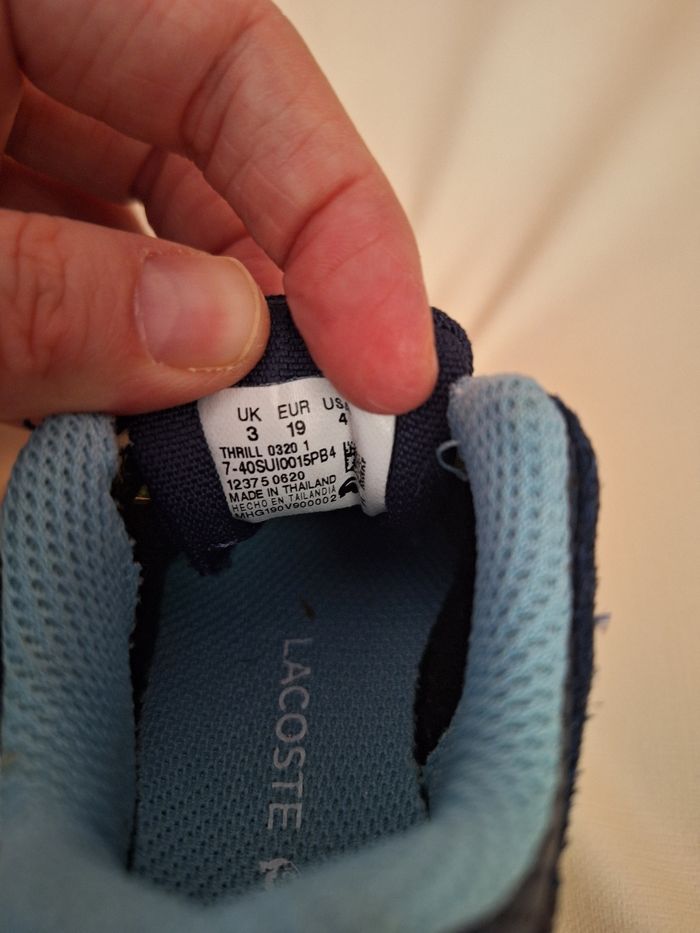 UK EUR US
3 19 4
THRILL 0320 1
7-40SUI0015PB4
12375 0620
MADE IN THAILAND
HECHO EN TAILANDIA
MHG190V900002
LACOSTE